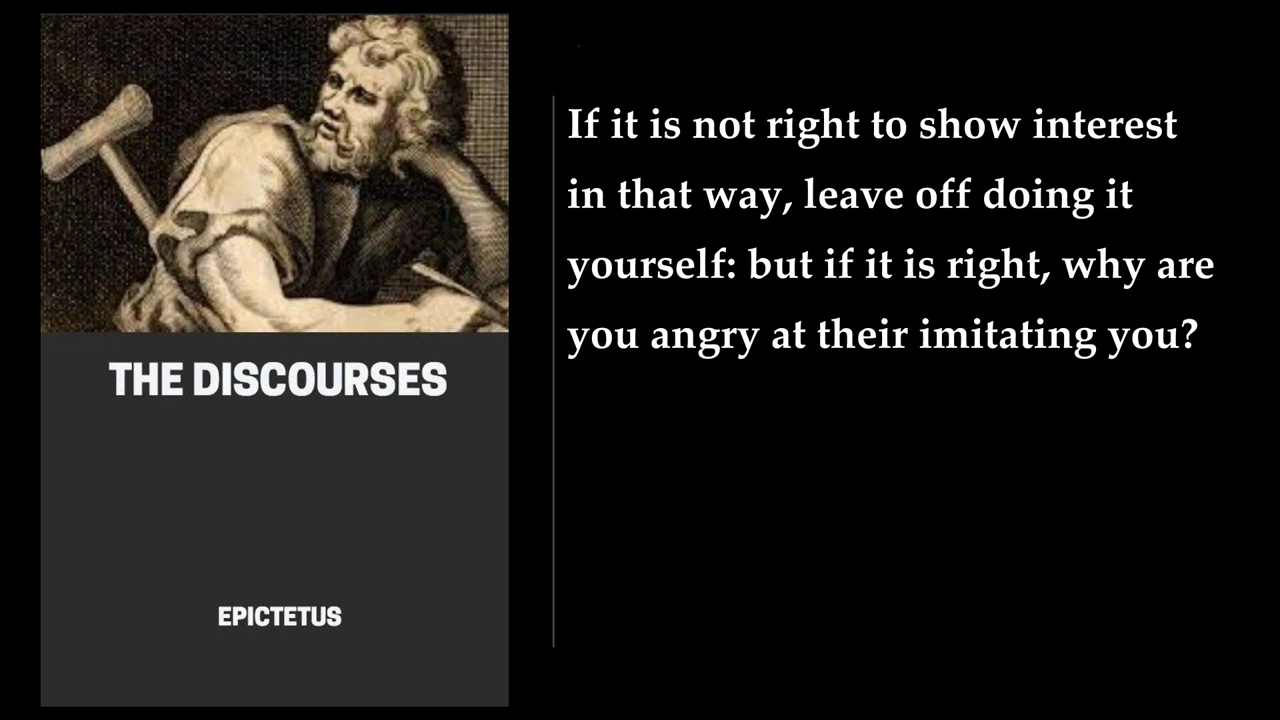 THE DISCOURSES
EPICTETUS
If it is not right to show interest
in that way, leave off doing it
yourself: but if it is right, why are
you angry at their imitating you?